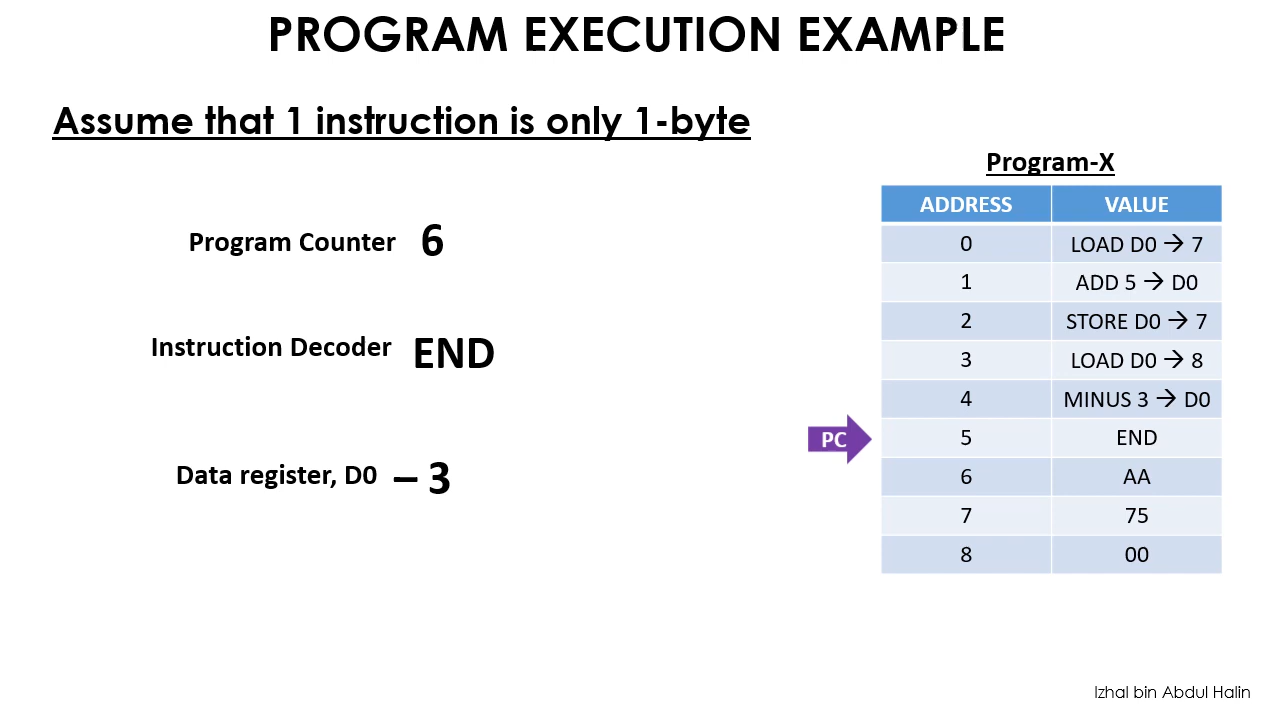 PROGRAM EXECUTION EXAMPLE
Assume that 1 instruction is only 1-byte
Program Counter 6
Instruction Decoder END
Data register, D0 – 3
Program-X
ADDRESS VALUE
0 LOAD D0 → 7
1 ADD 5 → D0
2 STORE D0 → 7
3 LOAD D0 → 8
4 MINUS 3 → D0
PC 5 END
6 AA
7 75
8 00
Izhal bin Abdul Halin